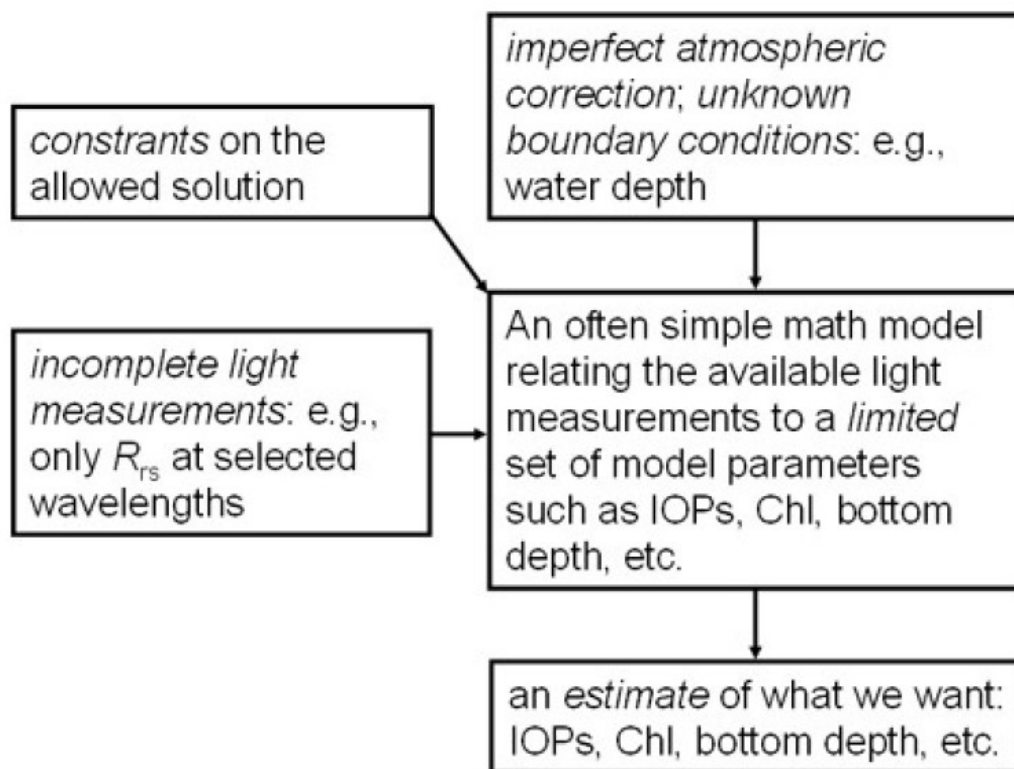 imperfect atmospheric
correction; unknown
boundary conditions: e.g.,
water depth
constrants on the
allowed solution
incomplete light
measurements: e.g.,
only Rrs at selected
wavelengths
An often simple math model
relating the available light
measurements to a limited
set of model parameters
such as IOPs, Chl, bottom
depth, etc.
an estimate of what we want:
IOPs, Chl, bottom depth, etc.